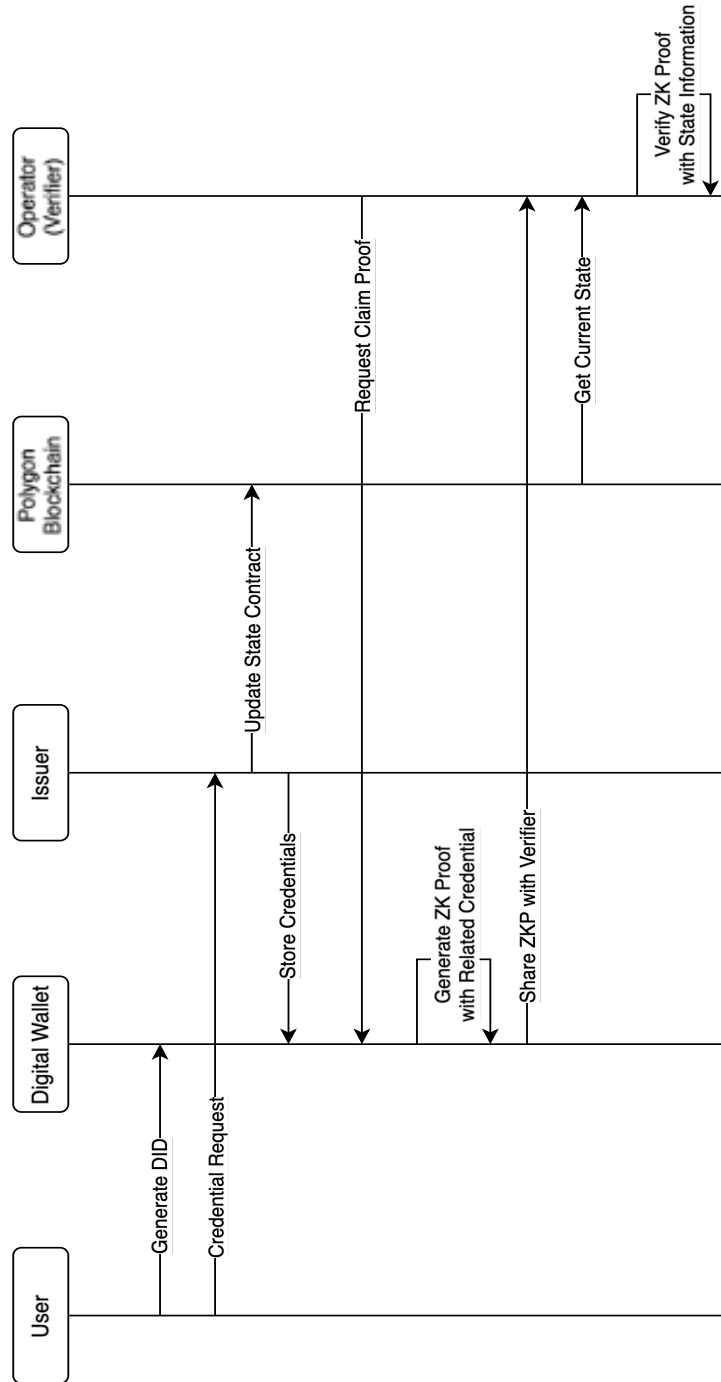 User
Digital Wallet
Issuer
Polygon
Blockchain
Operator
(Verifier)
Generate DID
Credential Request
Update State Contract
Store Credentials
Request Claim Proof
Generate ZK Proof
with Related Credential
Share ZKP with Verifier
Get Current State
Verify ZK Proof
with State Information